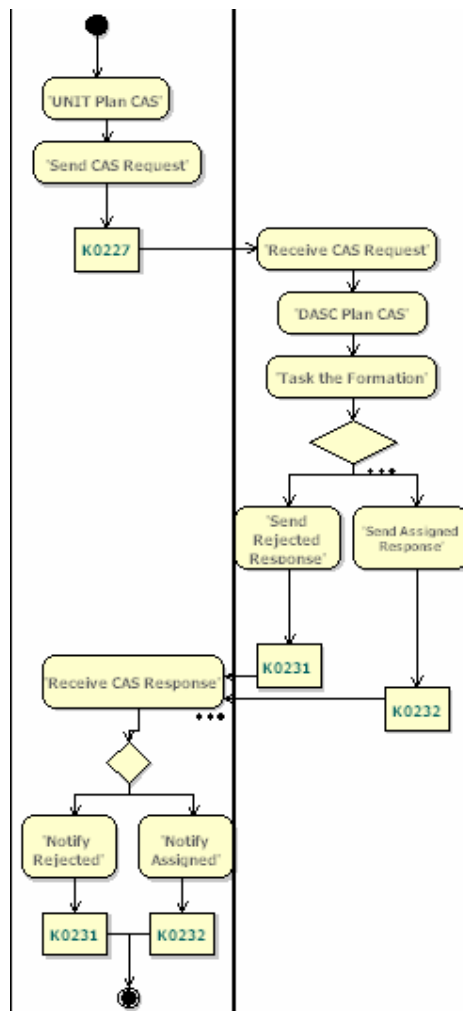 "UNIT Plan CAS"
"Send CAS Request"
K0227
"Receive CAS Request"
"DASC Plan CAS"
"Task the Formation"
"Send
Rejected
Response"
"Send Assigned
Response"
K0231
"Receive CAS Response"
K0232
"Notify
Rejected"
"Notify
Assigned"
K0231
K0232